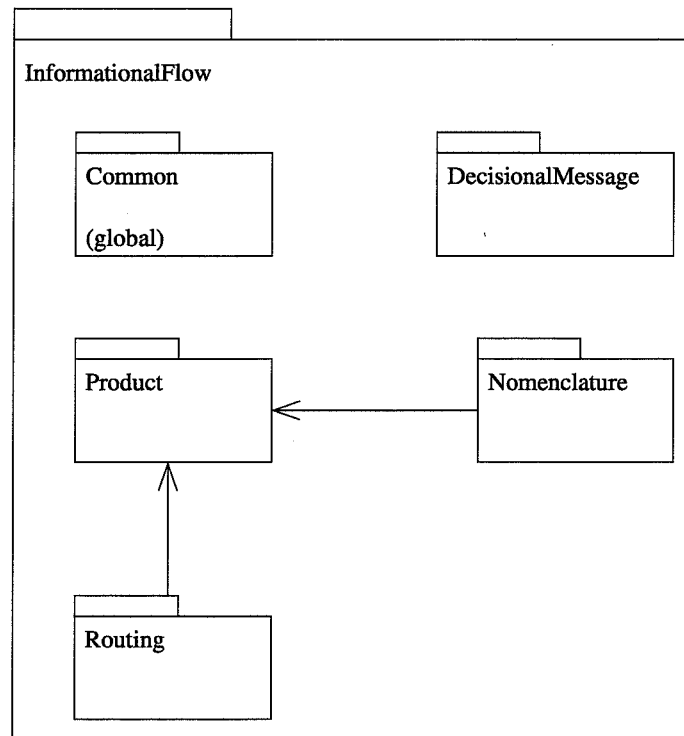 InformationalFlow
Common
(global)
DecisionalMessage
Product
Nomenclature
Routing